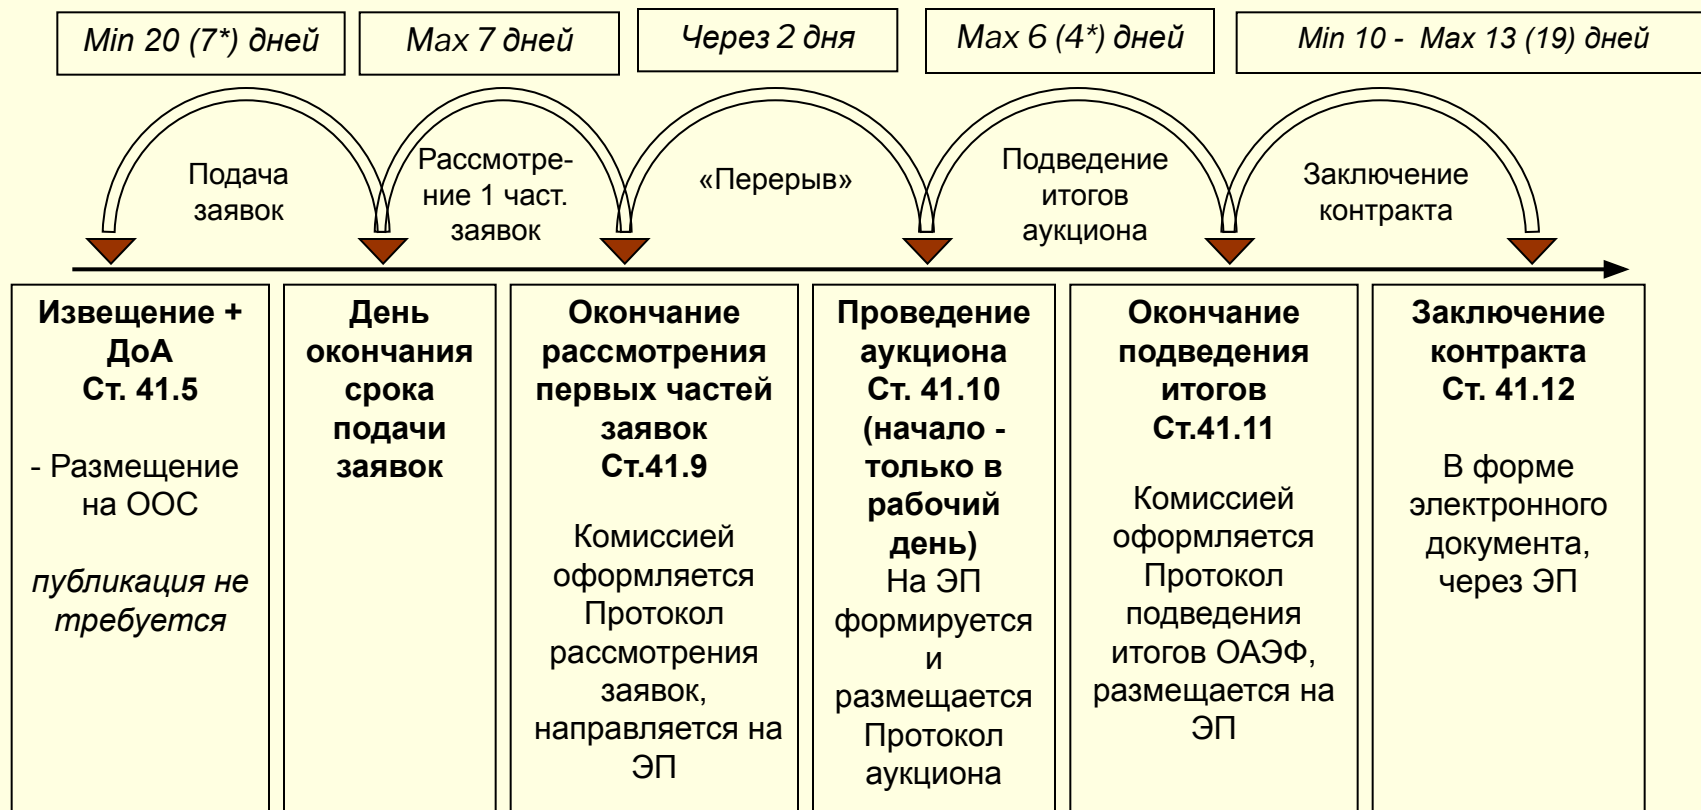 Min 20 (7*) дней
Max 7 дней
Через 2 дня
Max 6 (4*) дней
Min 10 - Max 13 (19) дней
Подача
заявок
Рассмотре-
ние 1 част.
заявок
«Перерыв»
Подведение
итогов
аукциона
Заключение
контракта
Извещение +
ДоА
Ст. 41.5
- Размещение
на ООС
публикация не
требуется
День
окончания
срока
подачи
заявок
Окончание
рассмотрения
первых частей
заявок
Ст.41.9
Комиссией
оформляется
Протокол
рассмотрения
заявок,
направляется на
ЭП
Проведение
аукциона
Ст. 41.10
(начало -
только в
рабочий
день)
На ЭП
формируется
и
размещается
Протокол
аукциона
Окончание
подведения
итогов
Ст.41.11
Комиссией
оформляется
Протокол
подведения
итогов ОАЭФ,
размещается на
ЭП
Заключение
контракта
Ст. 41.12
В форме
электронного
документа,
через ЭП